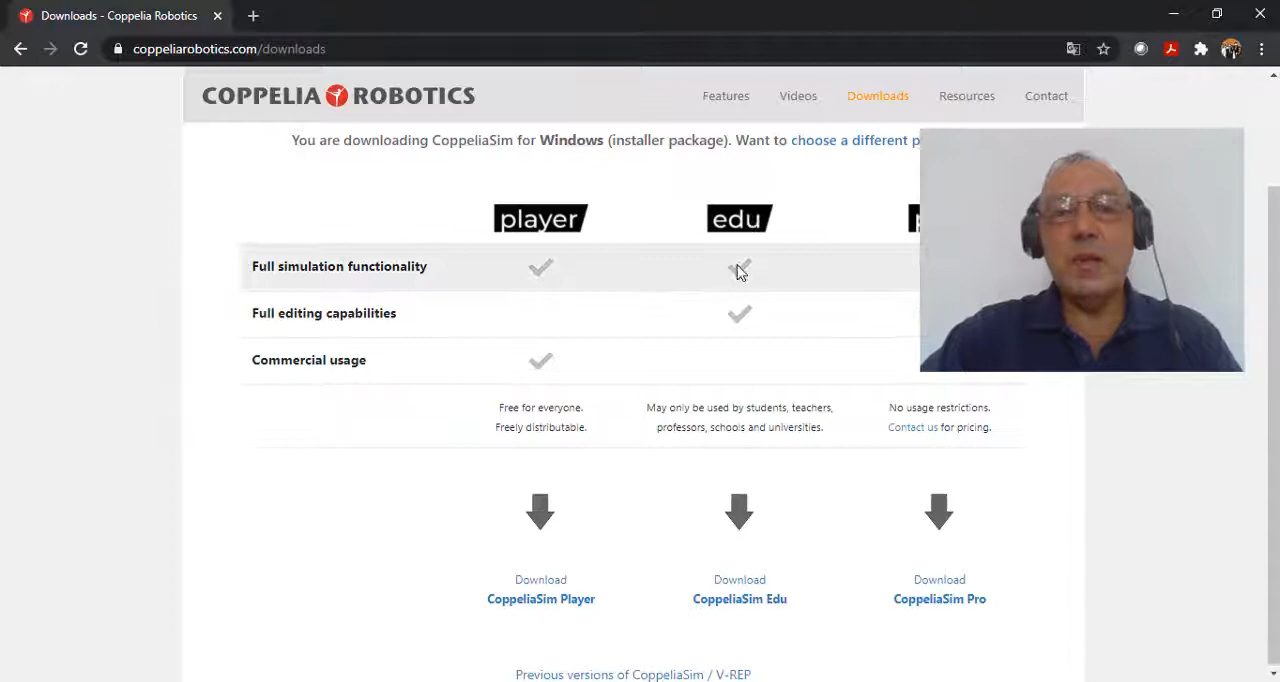 Downloads - Coppelia Robotics
coppeliarobotics.com/downloads
COPPELIA ROBOTICS
Features Videos Downloads Resources Contact
You are downloading CoppeliaSim for Windows (installer package). Want to choose a different p
player edu
Full simulation functionality
Full editing capabilities
Commercial usage
Free for everyone.
Freely distributable.
May only be used by students, teachers,
professors, schools and universities.
No usage restrictions.
Contact us for pricing.
Download
CoppeliaSim Player
Download
CoppeliaSim Edu
Download
CoppeliaSim Pro
Previous versions of CoppeliaSim / V-REP